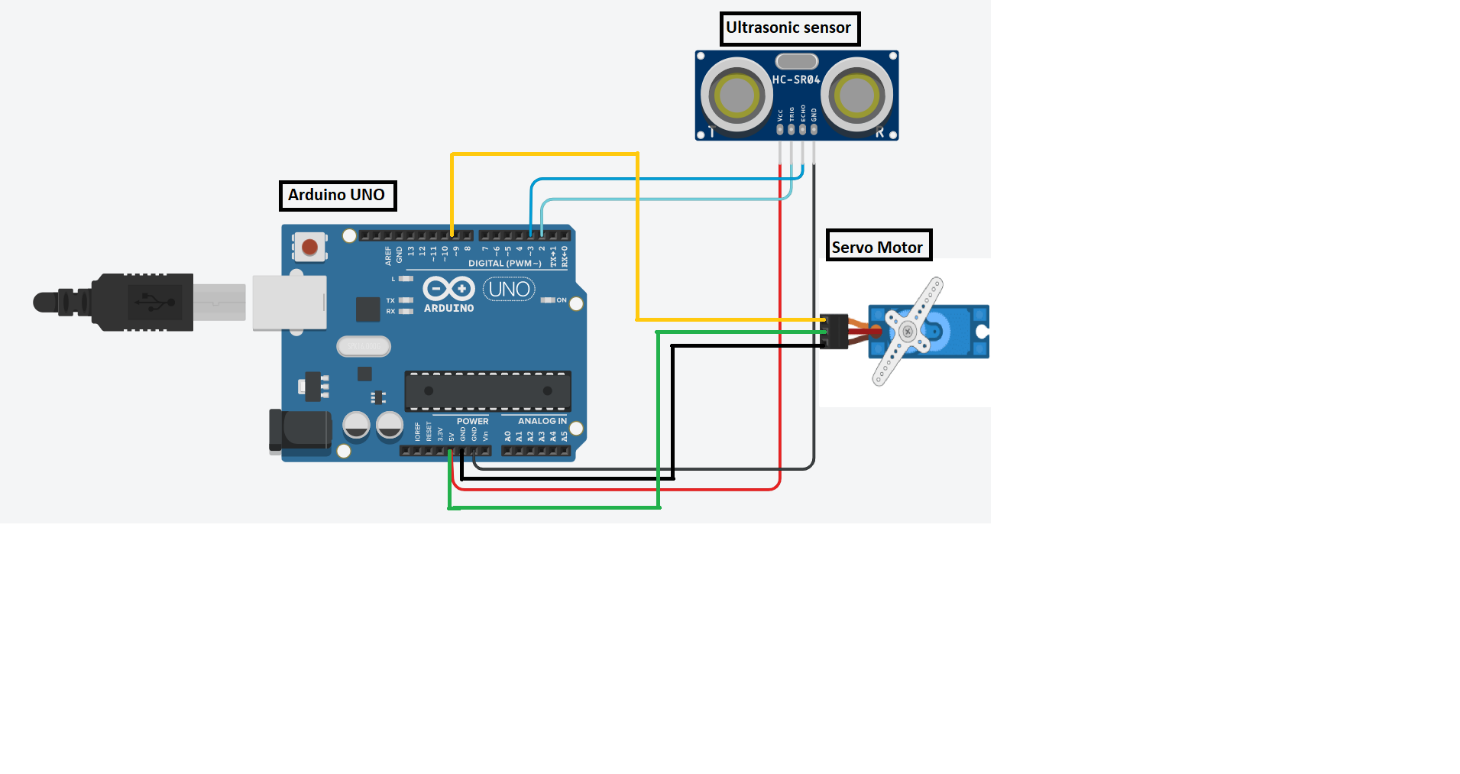 Ultrasonic sensor
HC-SR04
VCC
TRIG
ECHO
GND
T
R
Arduino UNO
Servo Motor
AREF
GND
13
12
~11
~10
~9
8
7
~6
~5
4
~3
2
TX→1
RX←0
DIGITAL (PWM~)
L
TX
RX
ARDUINO
UNO
ON
POWER
ANALOG IN
IOREF
RESET
3.3V
5V
GND
GND
Vin
A0
A1
A2
A3
A4
A5